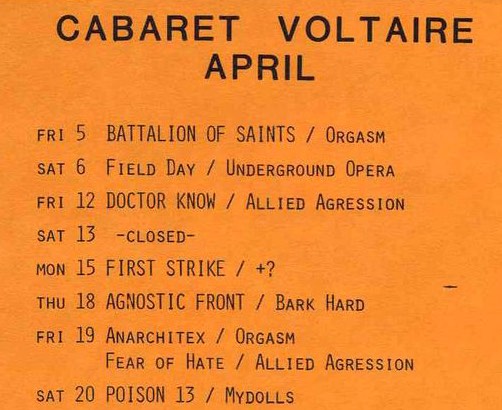 CABARET VOLTAIRE
APRIL
FRI 5 BATTALION OF SAINTS / ORGASM
SAT 6 FIELD DAY / UNDERGROUND OPERA
FRI 12 DOCTOR KNOW / ALLIED AGRESSION
SAT 13 -CLOSED-
MON 15 FIRST STRIKE / +?
THU 18 AGNOSTIC FRONT / BARK HARD
FRI 19 ANARCHITEX / ORGASM
FEAR OF HATE / ALLIED AGRESSION
SAT 20 POISON 13 / MYDOLLS